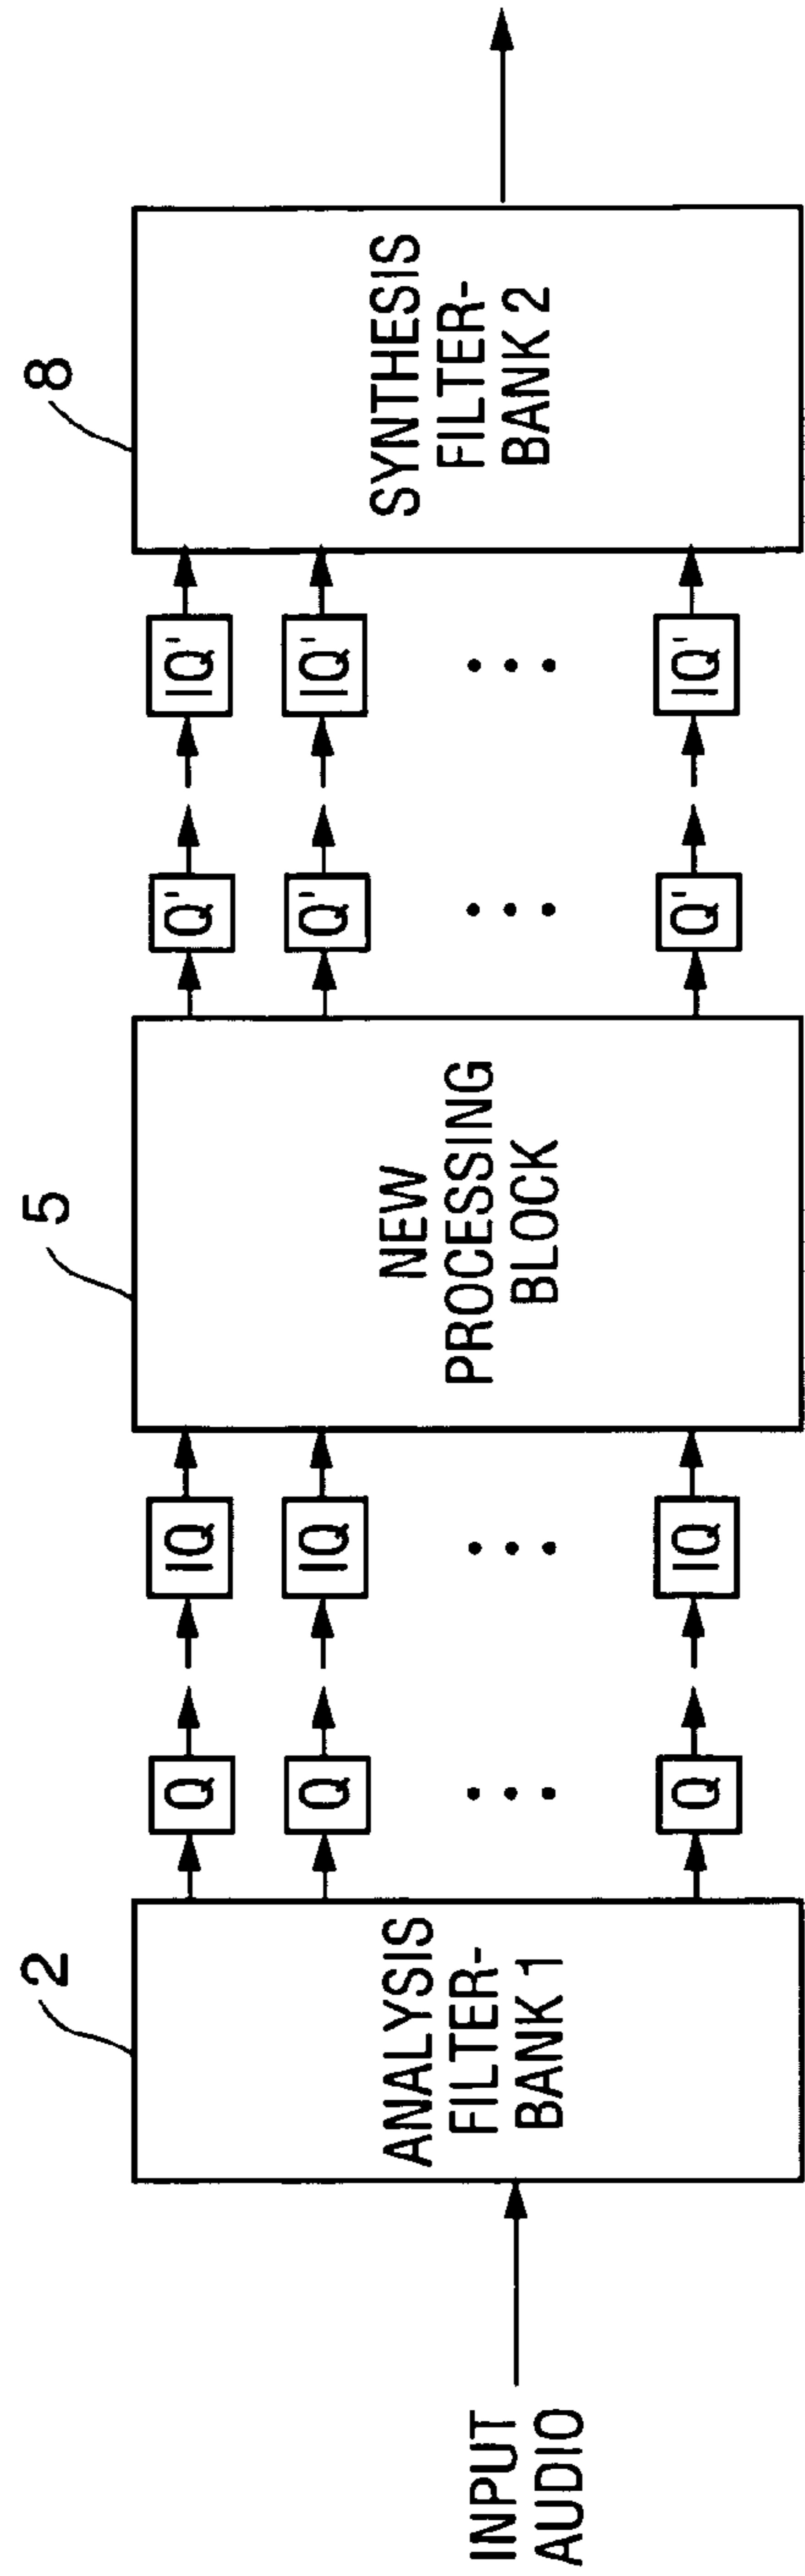 INPUT
AUDIO
2
ANALYSIS
FILTER-
BANK 1
Q
Q
Q
IQ
IQ
IQ
5
NEW
PROCESSING
BLOCK
Q'
Q'
Q'
IQ'
IQ'
IQ'
8
SYNTHESIS
FILTER-
BANK 2